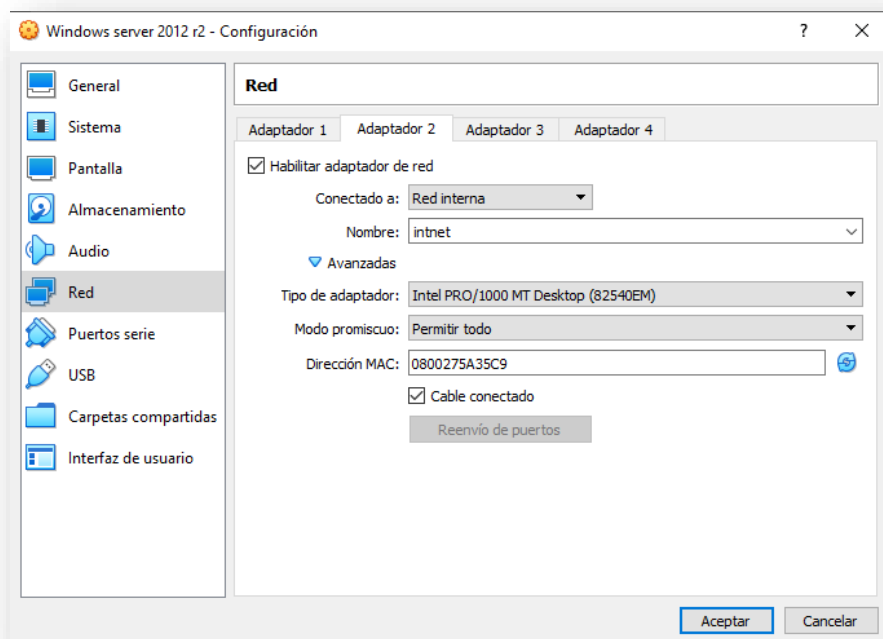 Windows server 2012 r2 - Configuración
?
General
Sistema
Pantalla
Almacenamiento
Audio
Red
Puertos serie
USB
Carpetas compartidas
Interfaz de usuario
Red
Adaptador 1 Adaptador 2 Adaptador 3 Adaptador 4
Habilitar adaptador de red
Conectado a: Red interna
Nombre: intnet
Avanzadas
Tipo de adaptador: Intel PRO/1000 MT Desktop (82540EM)
Modo promiscuo: Permitir todo
Dirección MAC: 0800275A35C9
Cable conectado
Reenvío de puertos
Aceptar Cancelar